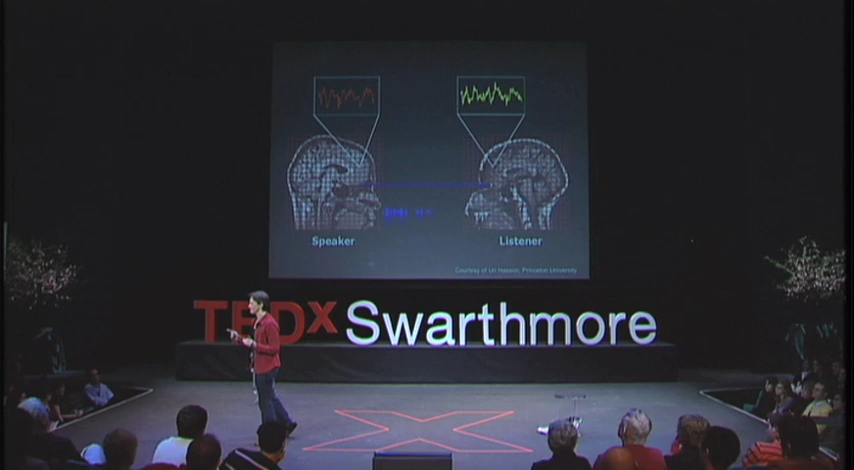 Speaker
Listener
Courtesy of Uri Hasson, Princeton University
TEDx Swarthmore